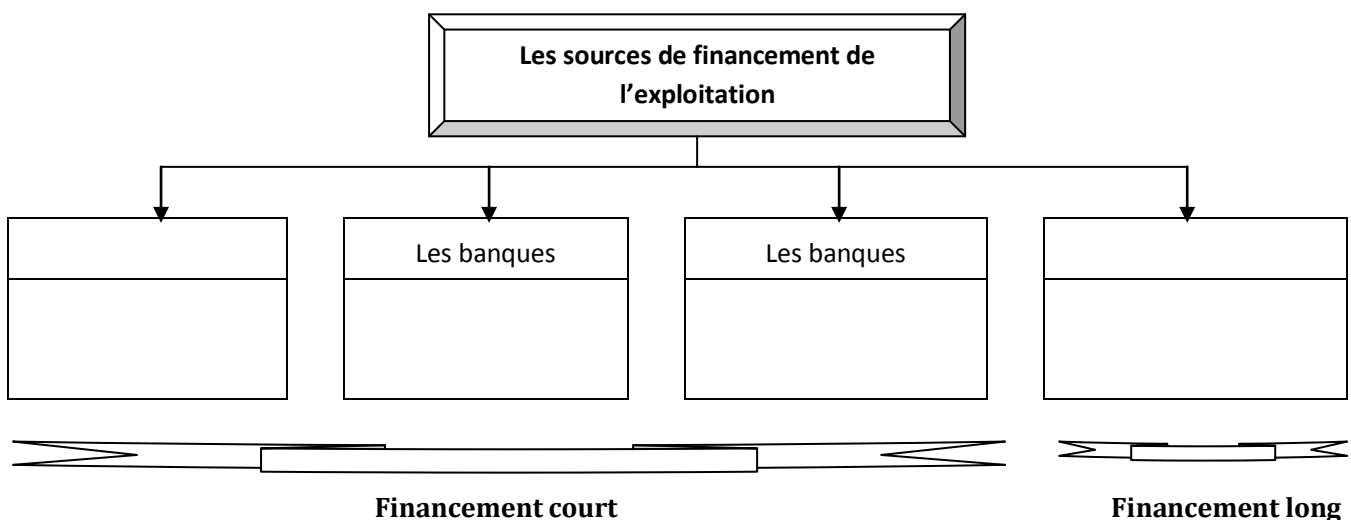 Les sources de financement de
l’exploitation
Les banques
Les banques
Financement court
Financement long